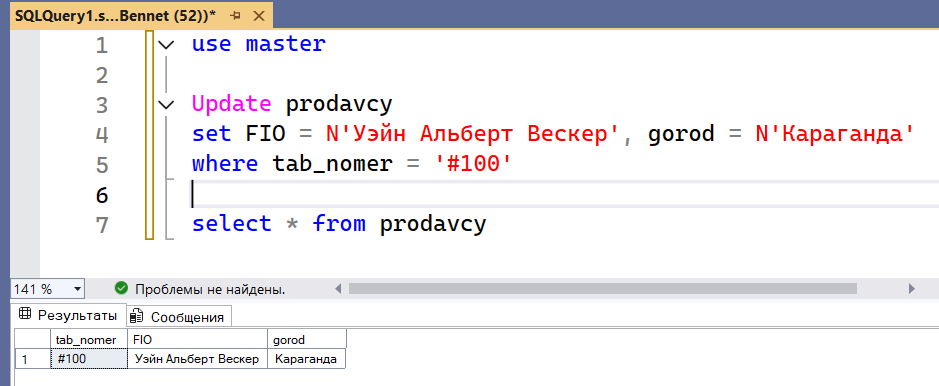 SQLQuery1.s...Bennet (52))*
1 use master
2
3 Update prodavcy
4 set FIO = N'Уэйн Альберт Вескер', gorod = N'Караганда'
5 where tab_nomer = '#100'
6
7 select * from prodavcy
141 % Проблемы не найдены.
Результаты Сообщения
tab_nomer FIO gorod
1 #100 Уэйн Альберт Вескер Караганда